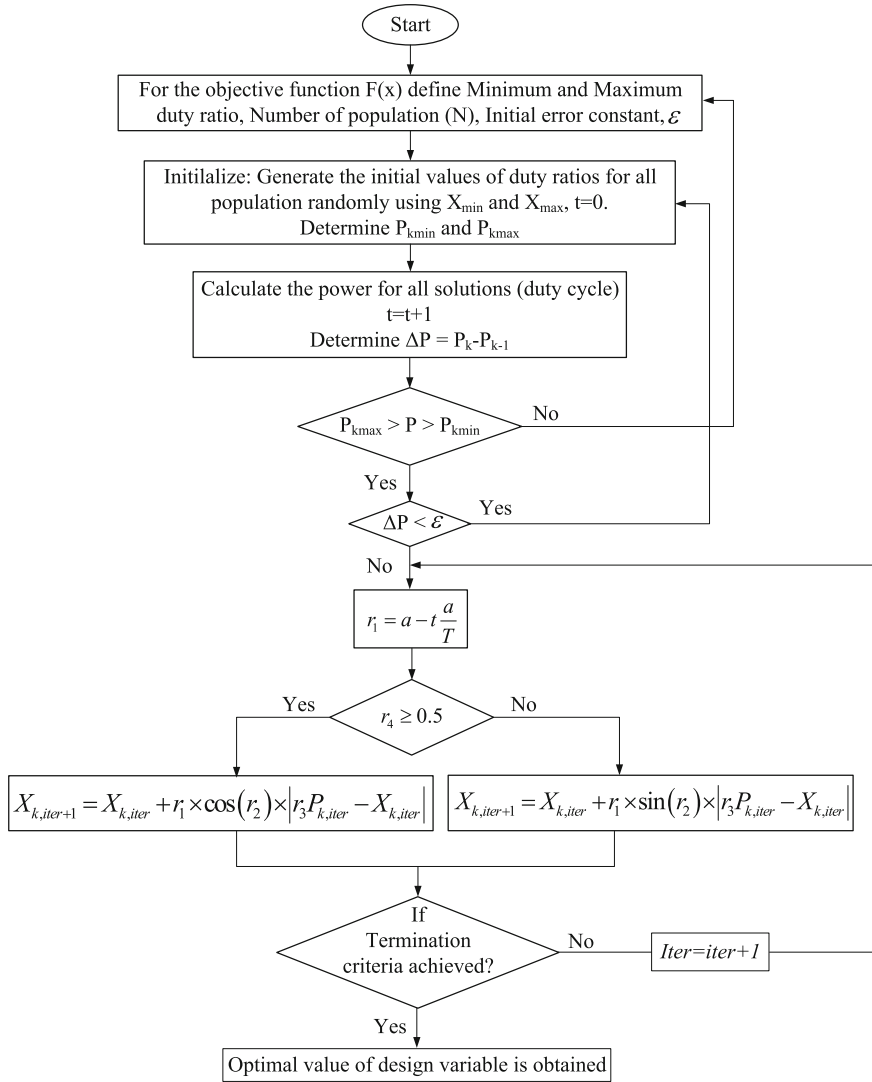 Start
For the objective function F(x) define Minimum and Maximum
duty ratio, Number of population (N), Initial error constant, ε
Initilalize: Generate the initial values of duty ratios for all
population randomly using X_min and X_max, t=0.
Determine P_kmin and P_kmax
Calculate the power for all solutions (duty cycle)
t=t+1
Determine ΔP = P_k-P_k-1
P_kmax > P > P_kmin
No
Yes
ΔP < ε
Yes
No
r_1 = a − t a/T
Yes
r_4 ≥ 0.5
No
X_k,iter+1 = X_k,iter + r_1 × cos(r_2) × |r_3 P_k,iter − X_k,iter|
X_k,iter+1 = X_k,iter + r_1 × sin(r_2) × |r_3 P_k,iter − X_k,iter|
If
Termination
criteria achieved?
No
Iter=iter+1
Yes
Optimal value of design variable is obtained